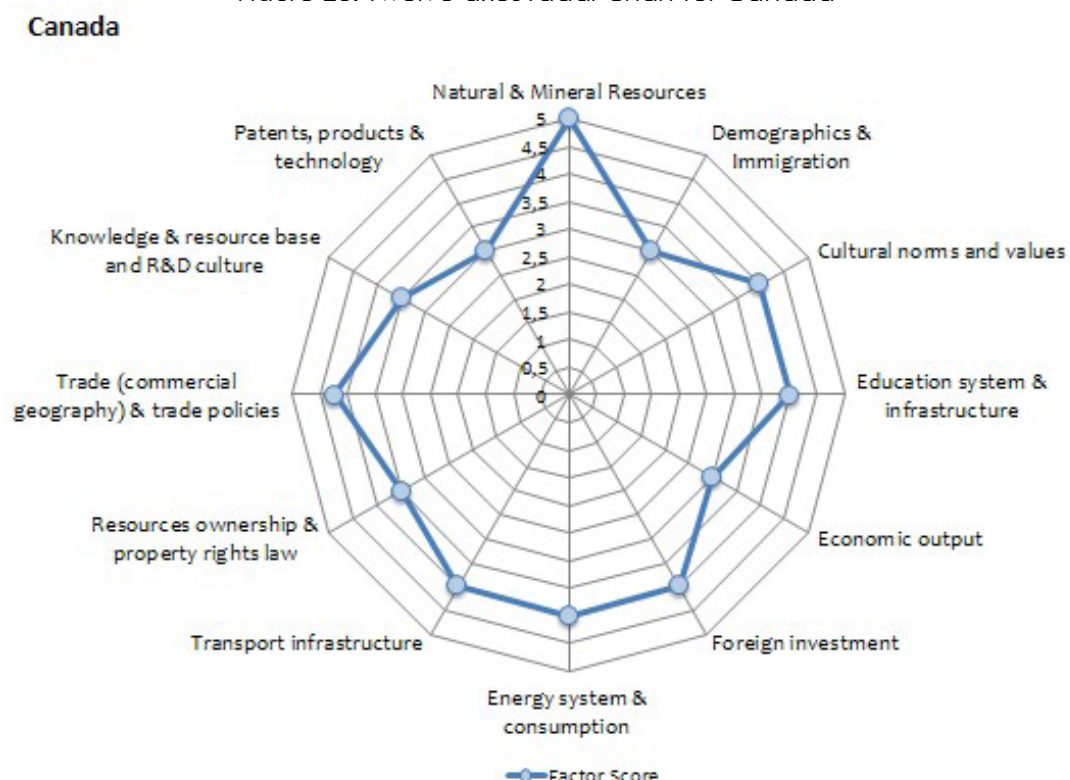 Canada
Natural & Mineral Resources
Patents, products &
technology
Demographics &
Immigration
Knowledge & resource base
and R&D culture
Cultural norms and values
Trade (commercial
geography) & trade policies
Education system &
infrastructure
Resources ownership &
property rights law
Economic output
Transport infrastructure
Foreign investment
Energy system &
consumption
5
4,5
4
3,5
3
2,5
2
1,5
1
0,5
0
Factor Score